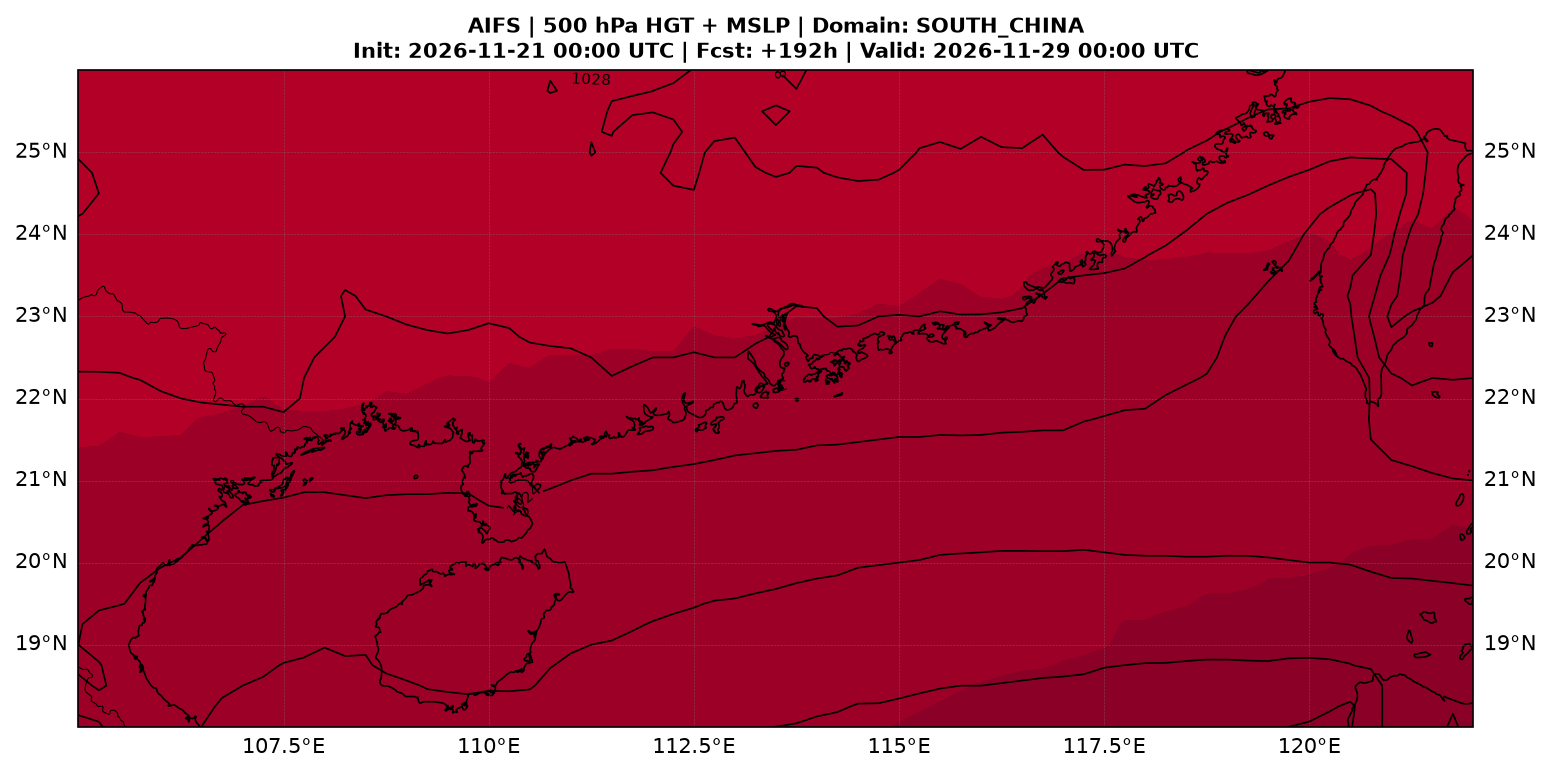 AIFS | 500 hPa HGT + MSLP | Domain: SOUTH_CHINA
Init: 2026-11-21 00:00 UTC | Fcst: +192h | Valid: 2026-11-29 00:00 UTC
1028
25°N 25°N
24°N 24°N
23°N 23°N
22°N 22°N
21°N 21°N
20°N 20°N
19°N 19°N
107.5°E 110°E 112.5°E 115°E 117.5°E 120°E